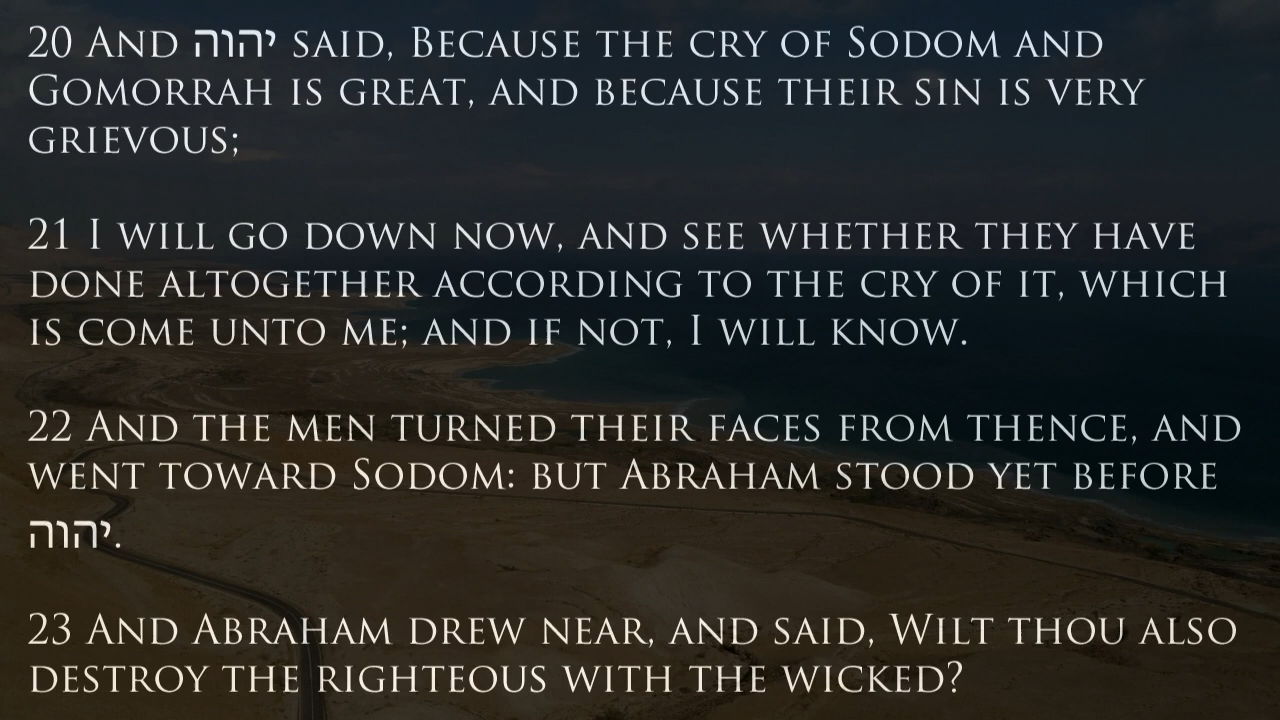 20 And יהוה said, Because the cry of Sodom and
Gomorrah is great, and because their sin is very
grievous;
21 I will go down now, and see whether they have
done altogether according to the cry of it, which
is come unto me; and if not, I will know.
22 And the men turned their faces from thence, and
went toward Sodom: but Abraham stood yet before
יהוה.
23 And Abraham drew near, and said, Wilt thou also
destroy the righteous with the wicked?